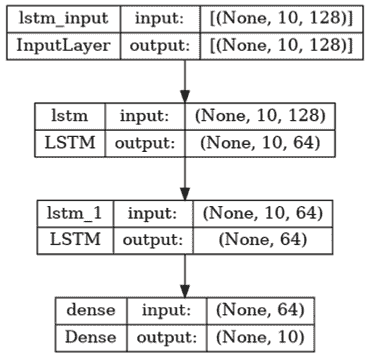 lstm_input input: [(None, 10, 128)]
InputLayer output: [(None, 10, 128)]
lstm input: (None, 10, 128)
LSTM output: (None, 10, 64)
lstm_1 input: (None, 10, 64)
LSTM output: (None, 64)
dense input: (None, 64)
Dense output: (None, 10)